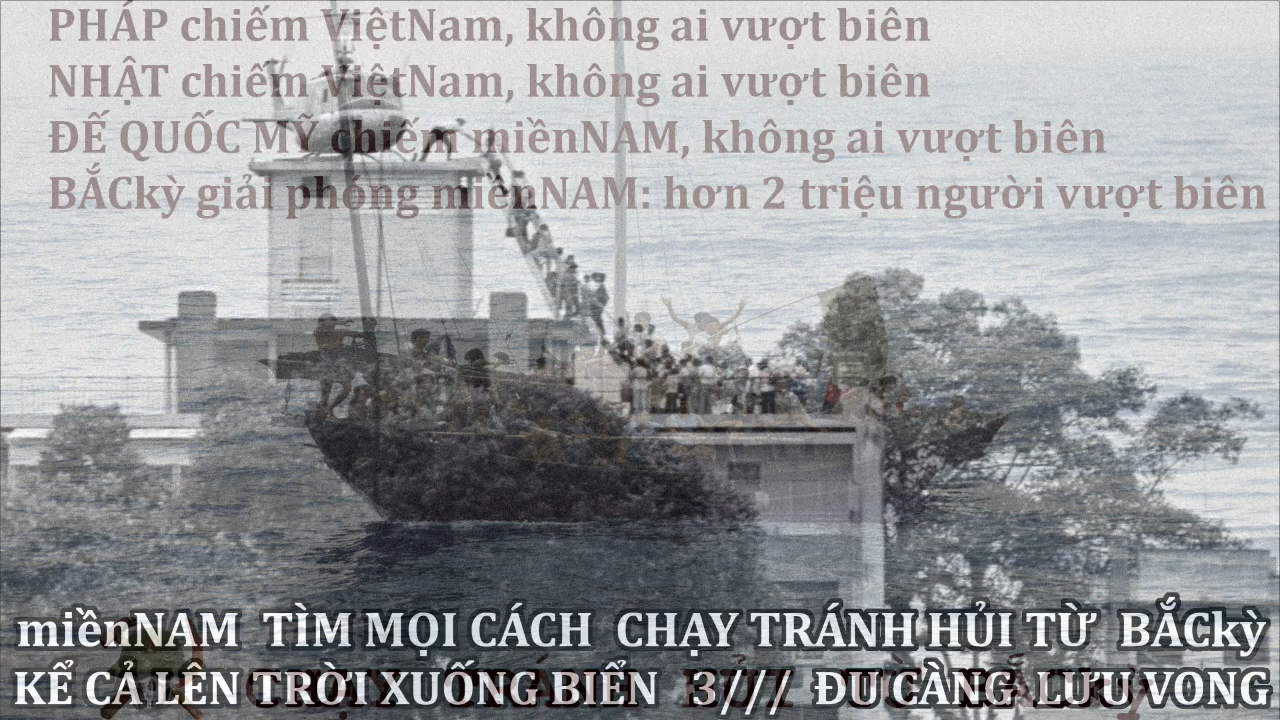 PHÁP chiếm ViệtNam, không ai vượt biên
NHẬT chiếm ViệtNam, không ai vượt biên
ĐẾ QUỐC MỸ chiếm miềnNAM, không ai vượt biên
BẮCkỳ giải phóng miềnNAM: hơn 2 triệu người vượt biên
miềnNAM TÌM MỌI CÁCH CHẠY TRÁNH HỦI TỪ BẮCkỳ
KỂ CẢ LÊN TRỜI XUỐNG BIỂN 3/// ĐU CÀNG LƯU VONG